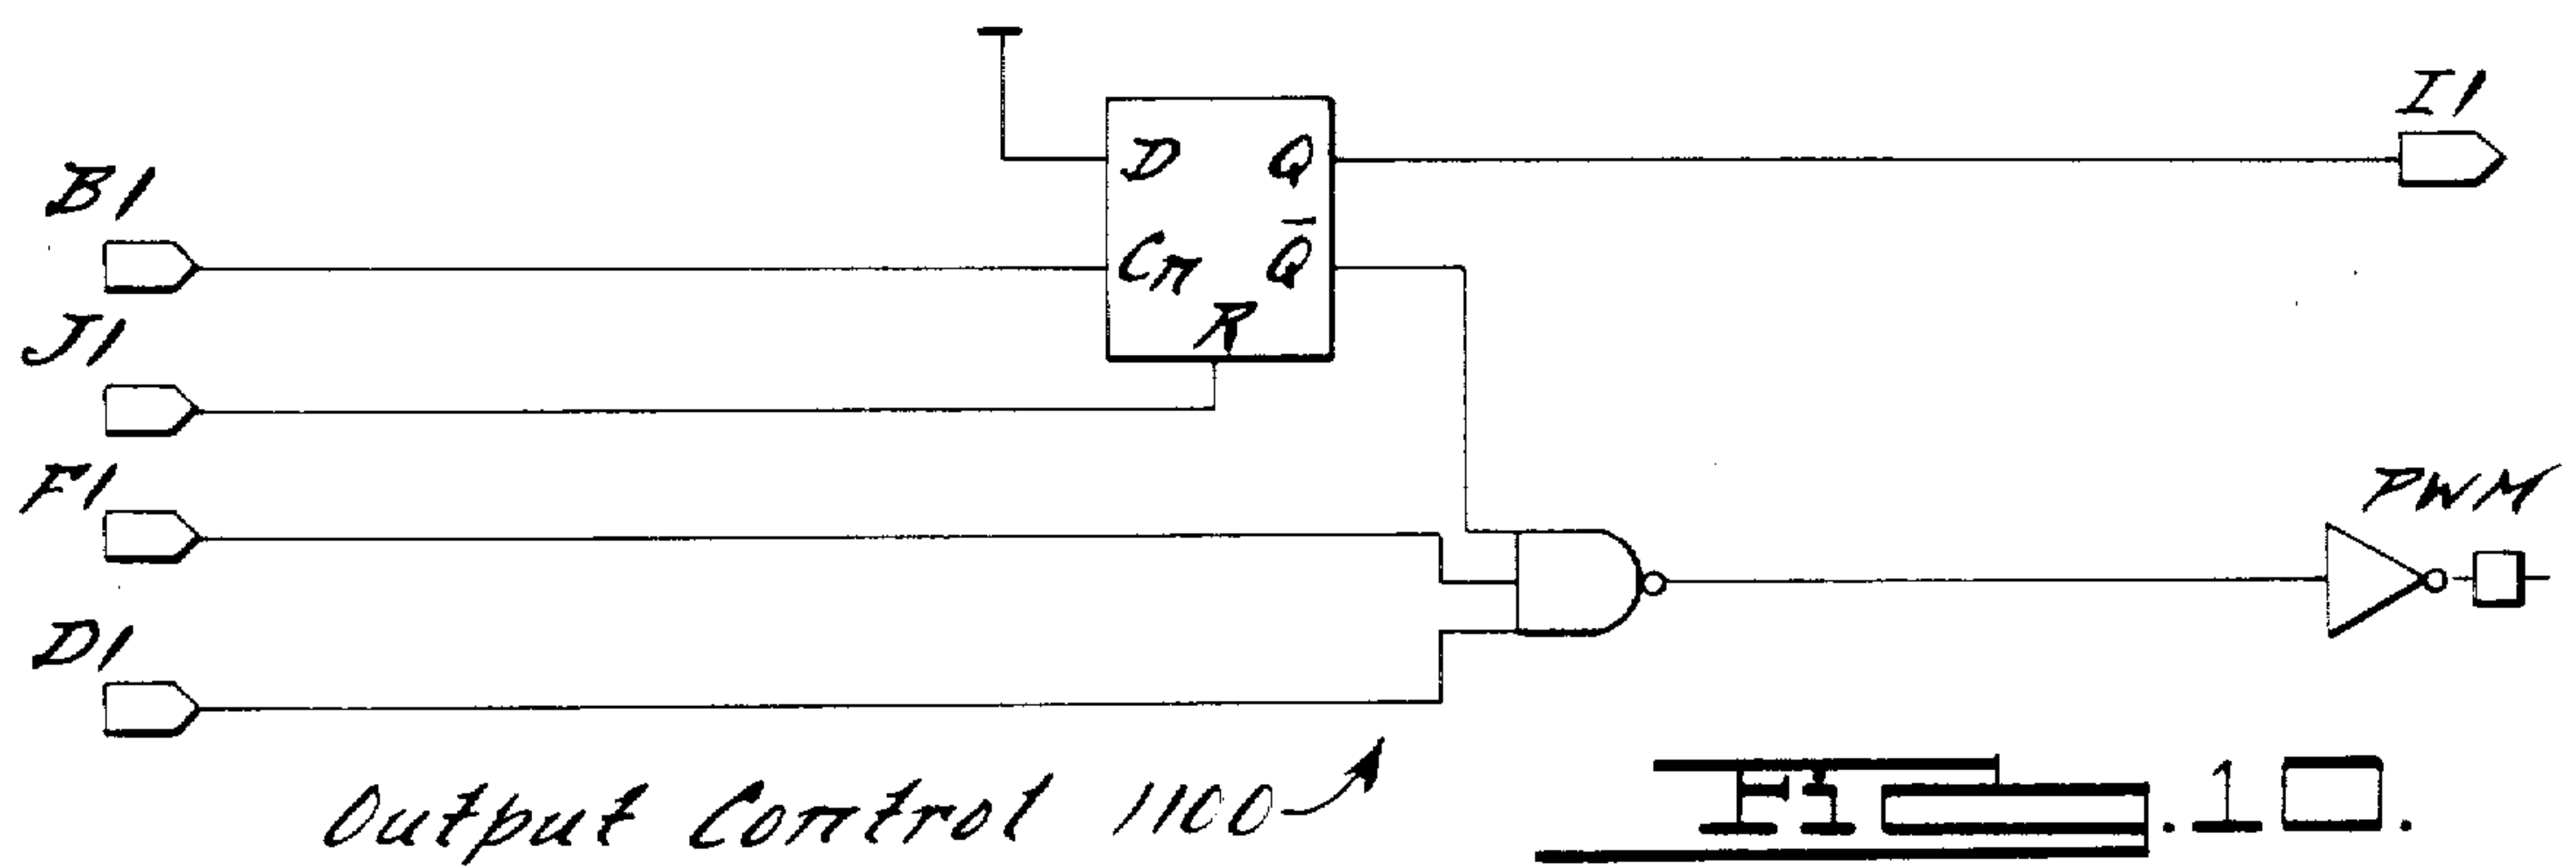 I1
D Q
B1
Cn Q̅
R
J1
F1
PWM
D1
Output Control 1100
Fig. 10.